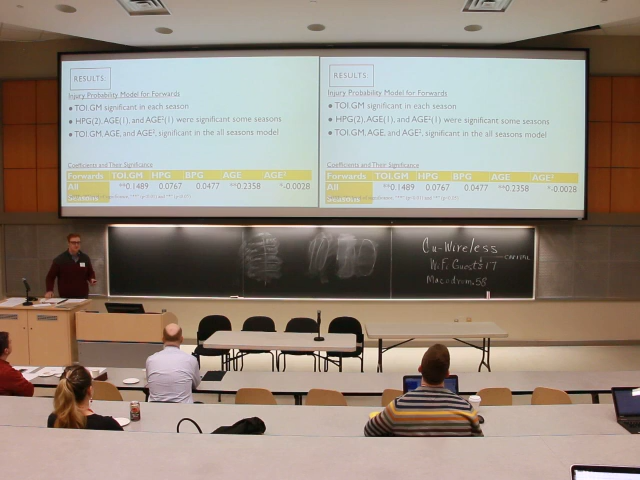 RESULTS:
Injury Probability Model for Forwards
• TOI.GM significant in each season
• HPG(2), AGE(1), and AGE²(1) were significant some seasons
• TOI.GM, AGE, and AGE², significant in the all seasons model
Coefficients and Their Significance
Forwards TOI.GM HPG BPG AGE AGE²
All Seasons **0.1489 0.0767 0.0477 **0.2358 *-0.0028
RESULTS:
Injury Probability Model for Forwards
• TOI.GM significant in each season
• HPG(2), AGE(1), and AGE²(1) were significant some seasons
• TOI.GM, AGE, and AGE², significant in the all seasons model
Coefficients and Their Significance
Forwards TOI.GM HPG BPG AGE AGE²
All Seasons **0.1489 0.0767 0.0477 **0.2358 *-0.0028
Cu-Wireless
WiFi Guest's 17
CAPITAL
Macodrum.58